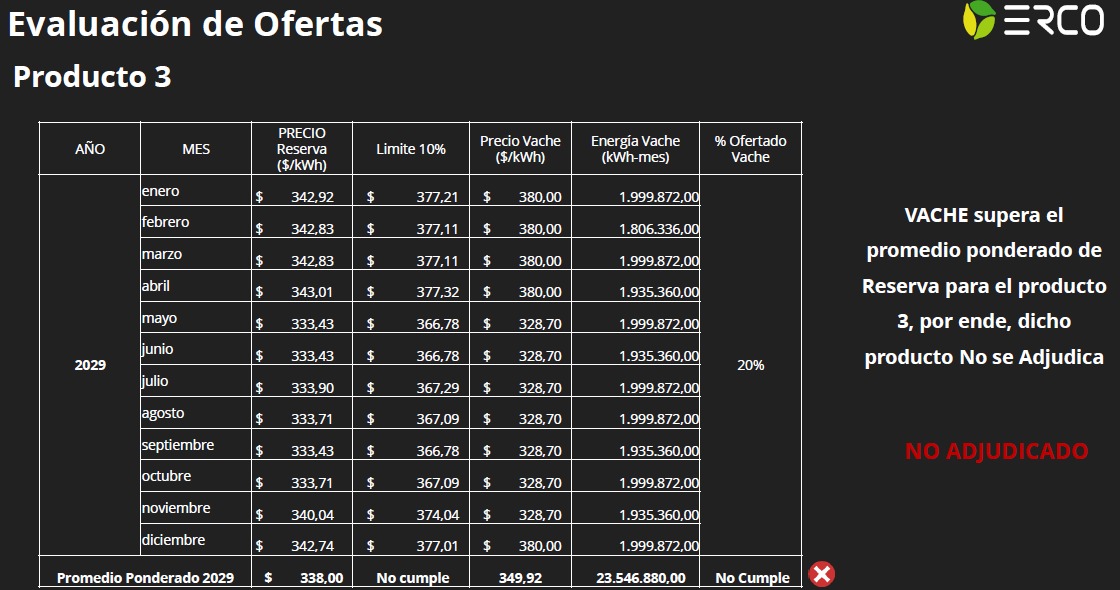 Evaluación de Ofertas
ERCO
Producto 3
AÑO MES PRECIO Reserva ($/kWh) Limite 10% Precio Vache ($/kWh) Energía Vache (kWh-mes) % Ofertado Vache
enero $ 342,92 $ 377,21 $ 380,00 1.999.872,00
febrero $ 342,83 $ 377,11 $ 380,00 1.806.336,00
marzo $ 342,83 $ 377,11 $ 380,00 1.999.872,00
abril $ 343,01 $ 377,32 $ 380,00 1.935.360,00
mayo $ 333,43 $ 366,78 $ 328,70 1.999.872,00
junio $ 333,43 $ 366,78 $ 328,70 1.935.360,00
2029 julio $ 333,90 $ 367,29 $ 328,70 1.999.872,00 20%
agosto $ 333,71 $ 367,09 $ 328,70 1.999.872,00
septiembre $ 333,43 $ 366,78 $ 328,70 1.935.360,00
octubre $ 333,71 $ 367,09 $ 328,70 1.999.872,00
noviembre $ 340,04 $ 374,04 $ 328,70 1.935.360,00
diciembre $ 342,74 $ 377,01 $ 380,00 1.999.872,00
Promedio Ponderado 2029 $ 338,00 No cumple 349,92 23.546.880,00 No Cumple
VACHE supera el
promedio ponderado de
Reserva para el producto
3, por ende, dicho
producto No se Adjudica
NO ADJUDICADO